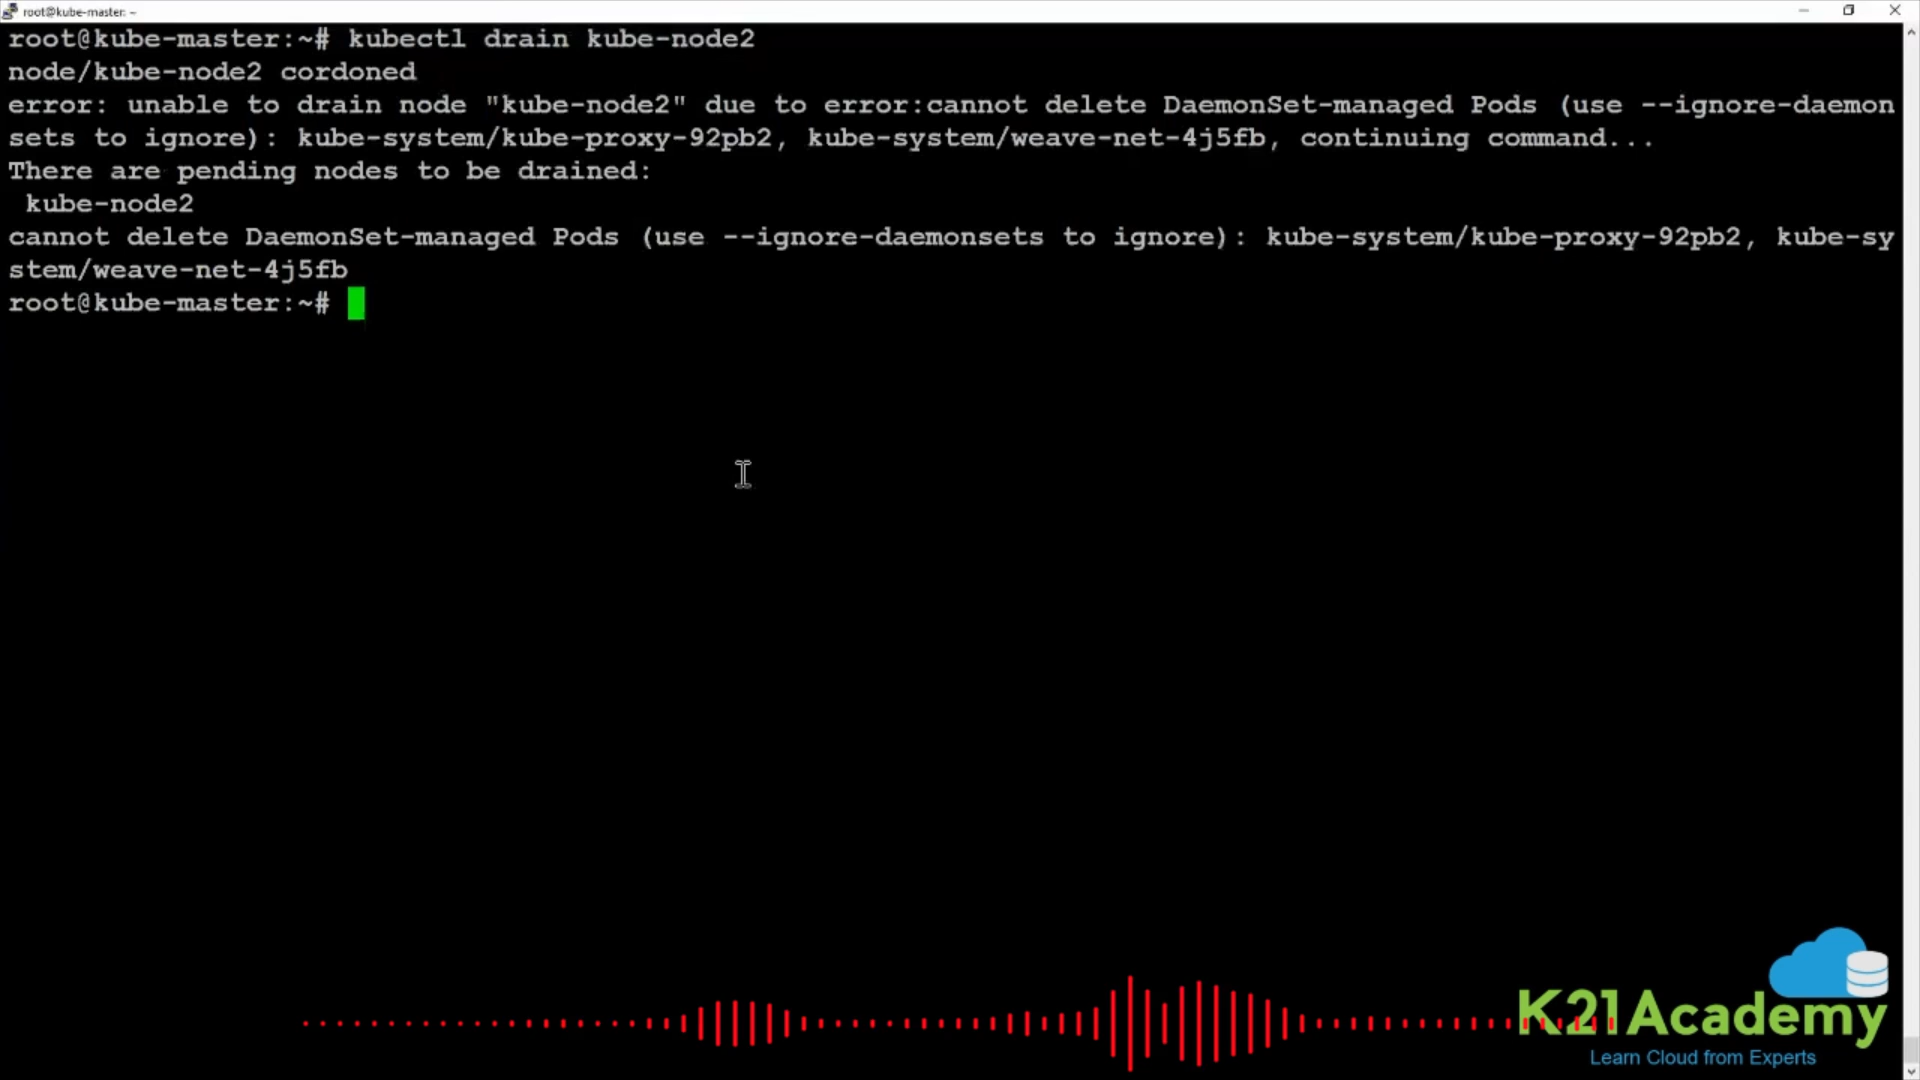 root@kube-master: ~
root@kube-master:~# kubectl drain kube-node2
node/kube-node2 cordoned
error: unable to drain node "kube-node2" due to error:cannot delete DaemonSet-managed Pods (use --ignore-daemon
sets to ignore): kube-system/kube-proxy-92pb2, kube-system/weave-net-4j5fb, continuing command...
There are pending nodes to be drained:
 kube-node2
cannot delete DaemonSet-managed Pods (use --ignore-daemonsets to ignore): kube-system/kube-proxy-92pb2, kube-sy
stem/weave-net-4j5fb
root@kube-master:~#
K21Academy
Learn Cloud from Experts